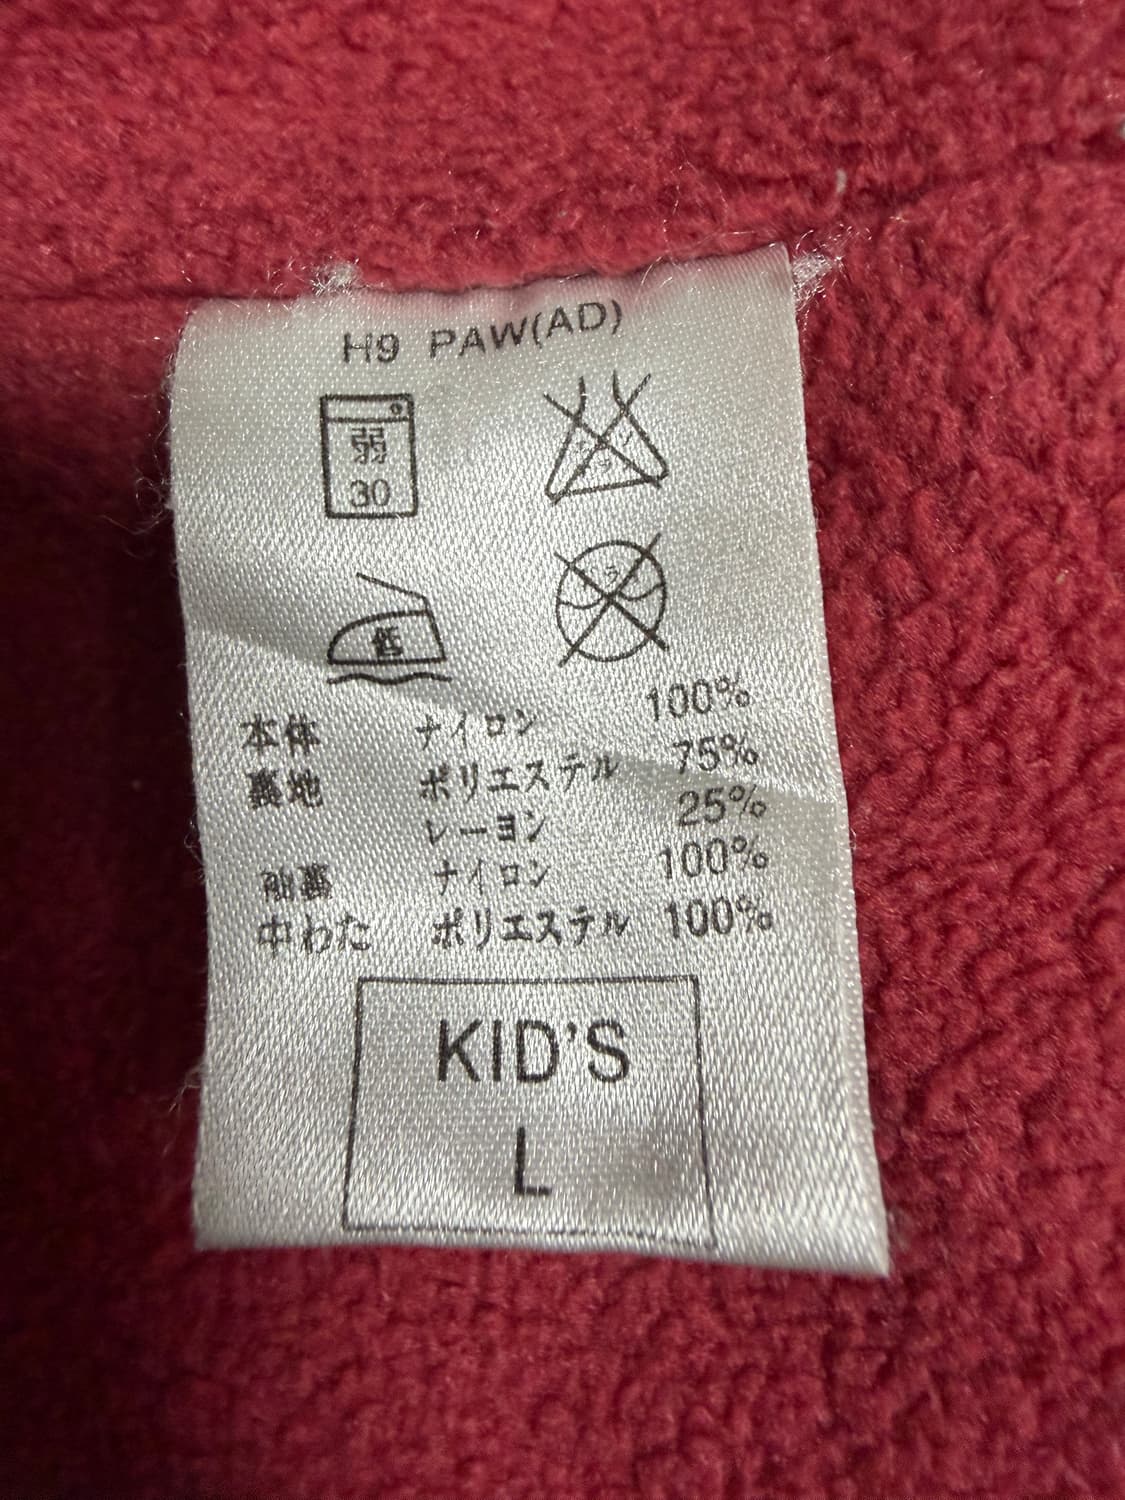 H9 PAW(AD)
弱
30
低
本体 ナイロン 100%
裏地 ポリエステル 75%
レーヨン 25%
袖裏 ナイロン 100%
中わた ポリエステル 100%
KID'S
L